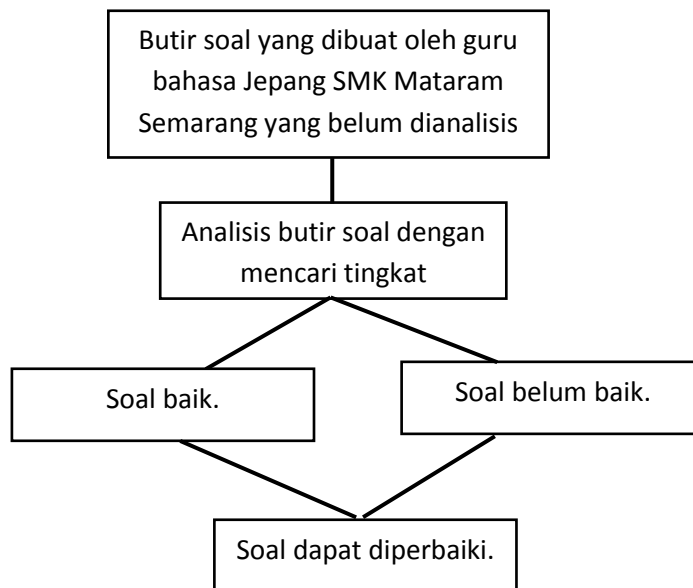 Butir soal yang dibuat oleh guru
bahasa Jepang SMK Mataram
Semarang yang belum dianalisis
Analisis butir soal dengan
mencari tingkat
Soal baik.
Soal belum baik.
Soal dapat diperbaiki.